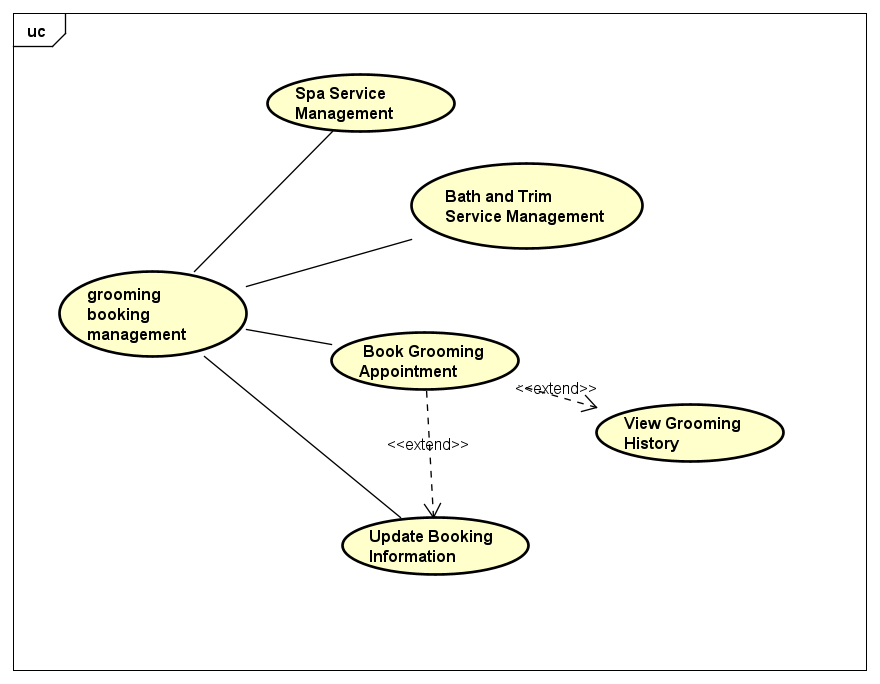 uc
Spa Service
Management
Bath and Trim
Service Management
grooming
booking
management
Book Grooming
Appointment
<<extend>>
View Grooming
History
<<extend>>
Update Booking
Information